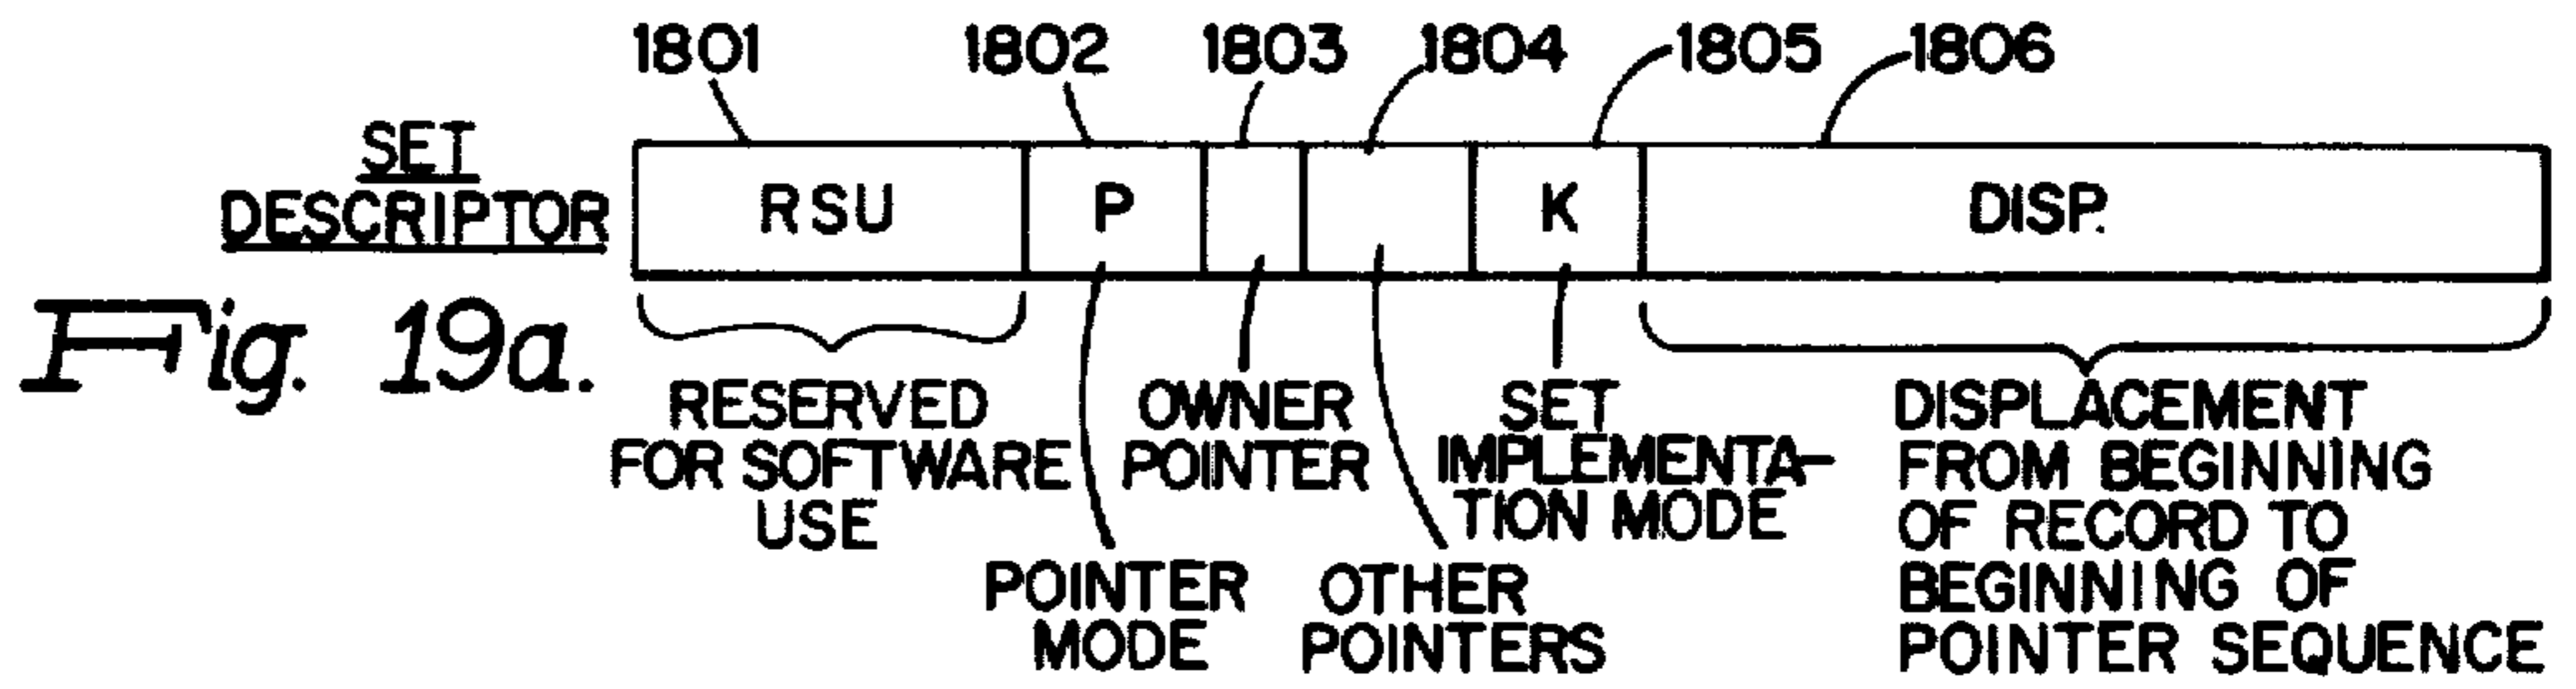 1801 1802 1803 1804 1805 1806
SET
DESCRIPTOR
RSU P K DISP.
Fig. 19a.
RESERVED
FOR SOFTWARE
USE
POINTER
MODE
OWNER
POINTER
OTHER
POINTERS
SET
IMPLEMENTA-
TION MODE
DISPLACEMENT
FROM BEGINNING
OF RECORD TO
BEGINNING OF
POINTER SEQUENCE